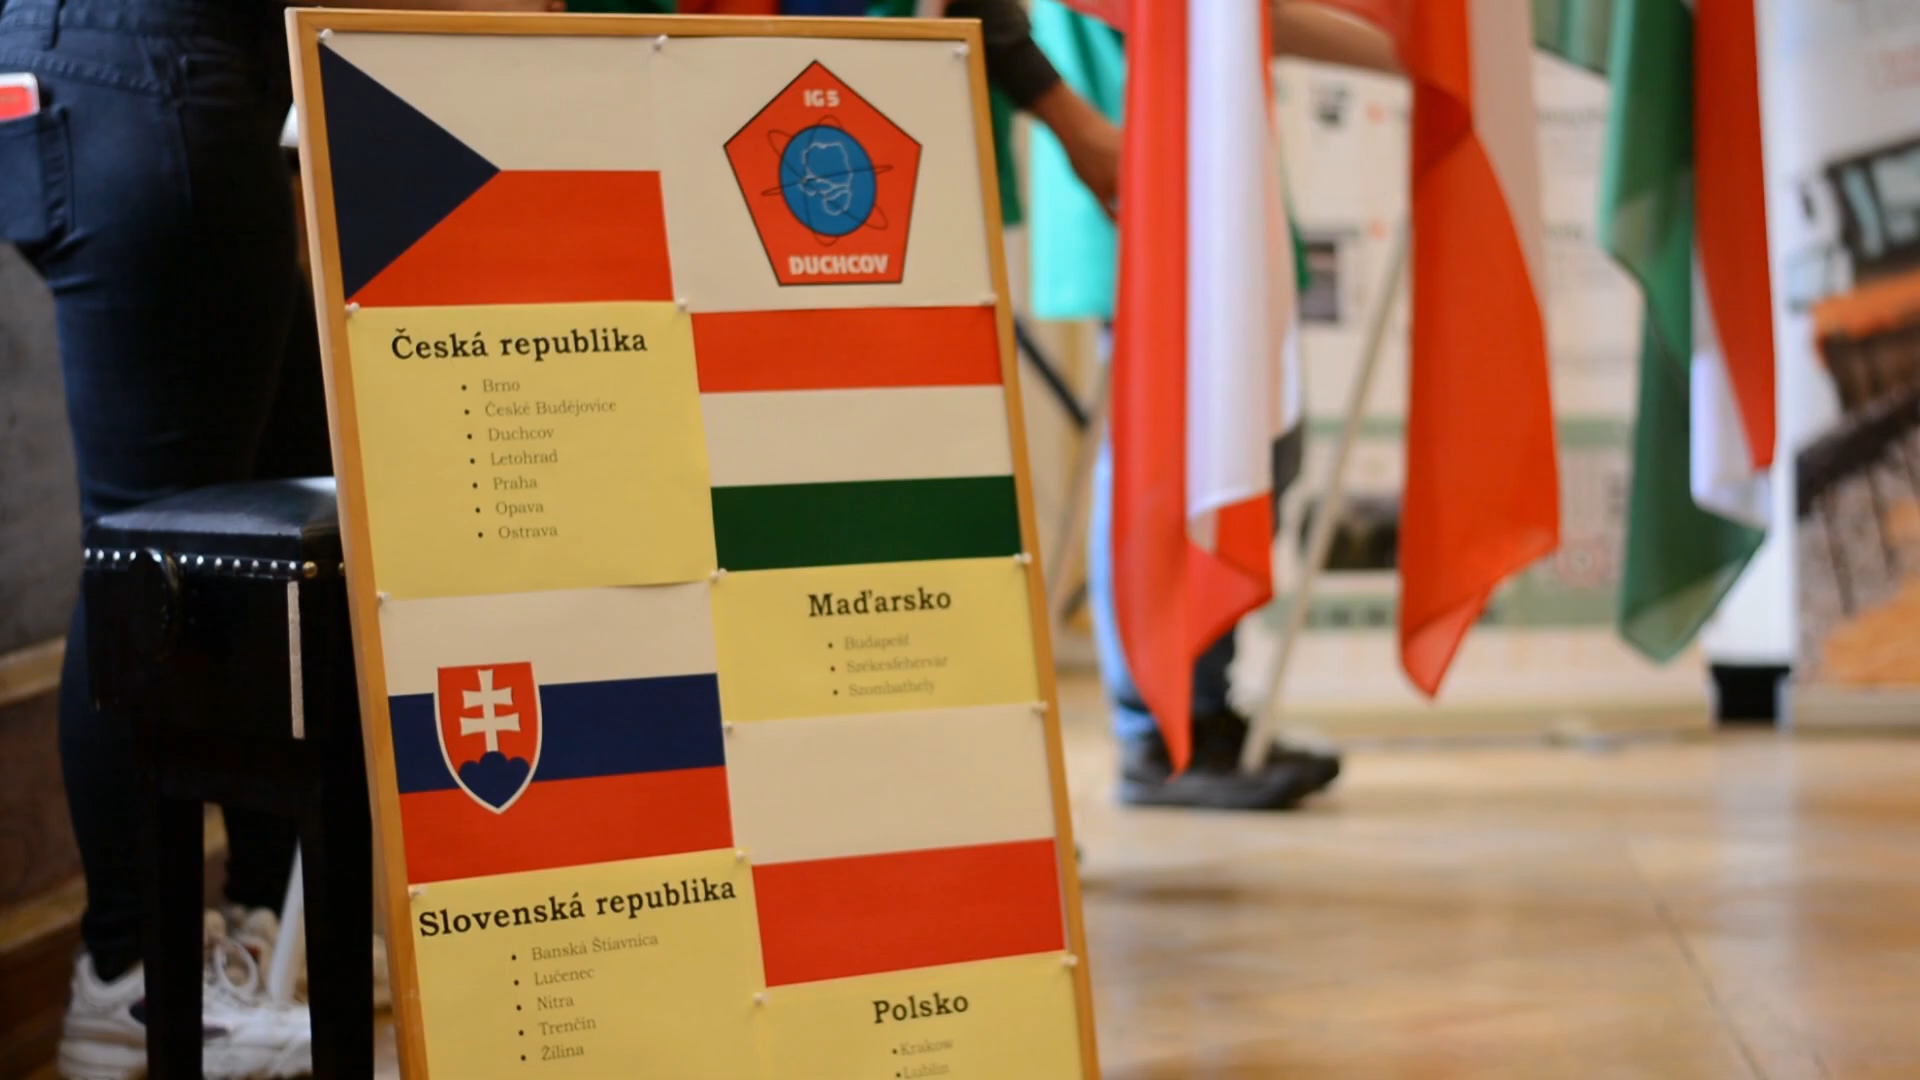 IG 5
DUCHCOV
Česká republika
Brno
České Budějovice
Duchcov
Letohrad
Praha
Opava
Ostrava
Maďarsko
Budapešť
Székesfehérvár
Szombathely
Slovenská republika
Banská Štiavnica
Lučenec
Nitra
Trenčín
Žilina
Polsko
Krakow
Lublin